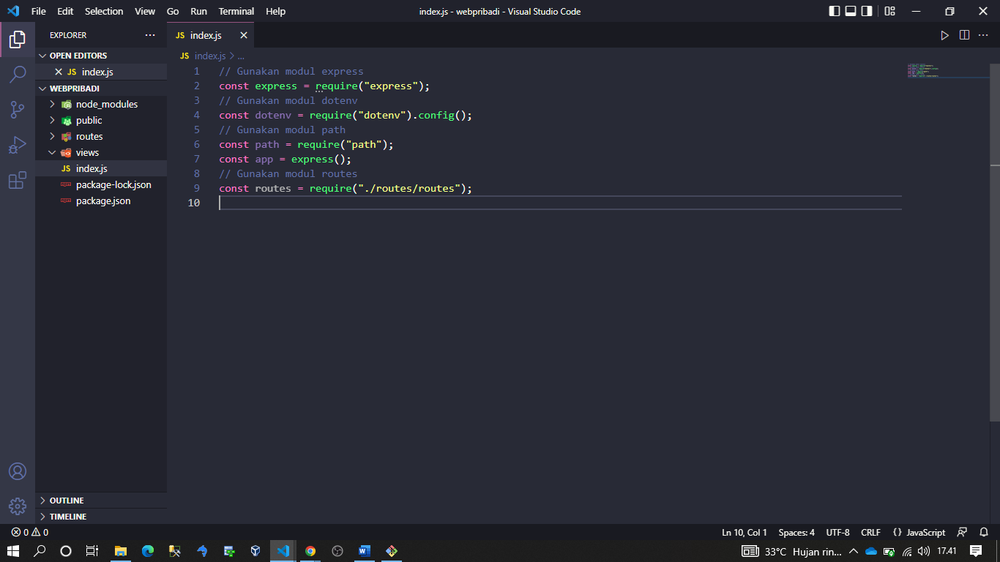 File Edit Selection View Go Run Terminal Help
index.js - webpribadi - Visual Studio Code
EXPLORER
JS index.js
OPEN EDITORS
JS index.js
WEBPRIBADI
node_modules
public
routes
views
JS index.js
package-lock.json
package.json
OUTLINE
TIMELINE
JS index.js > ...
1 // Gunakan modul express
2 const express = require("express");
3 // Gunakan modul dotenv
4 const dotenv = require("dotenv").config();
5 // Gunakan modul path
6 const path = require("path");
7 const app = express();
8 // Gunakan modul routes
9 const routes = require("./routes/routes");
10
0 0
Ln 10, Col 1 Spaces: 4 UTF-8 CRLF {} JavaScript
33°C Hujan rin... 17.41